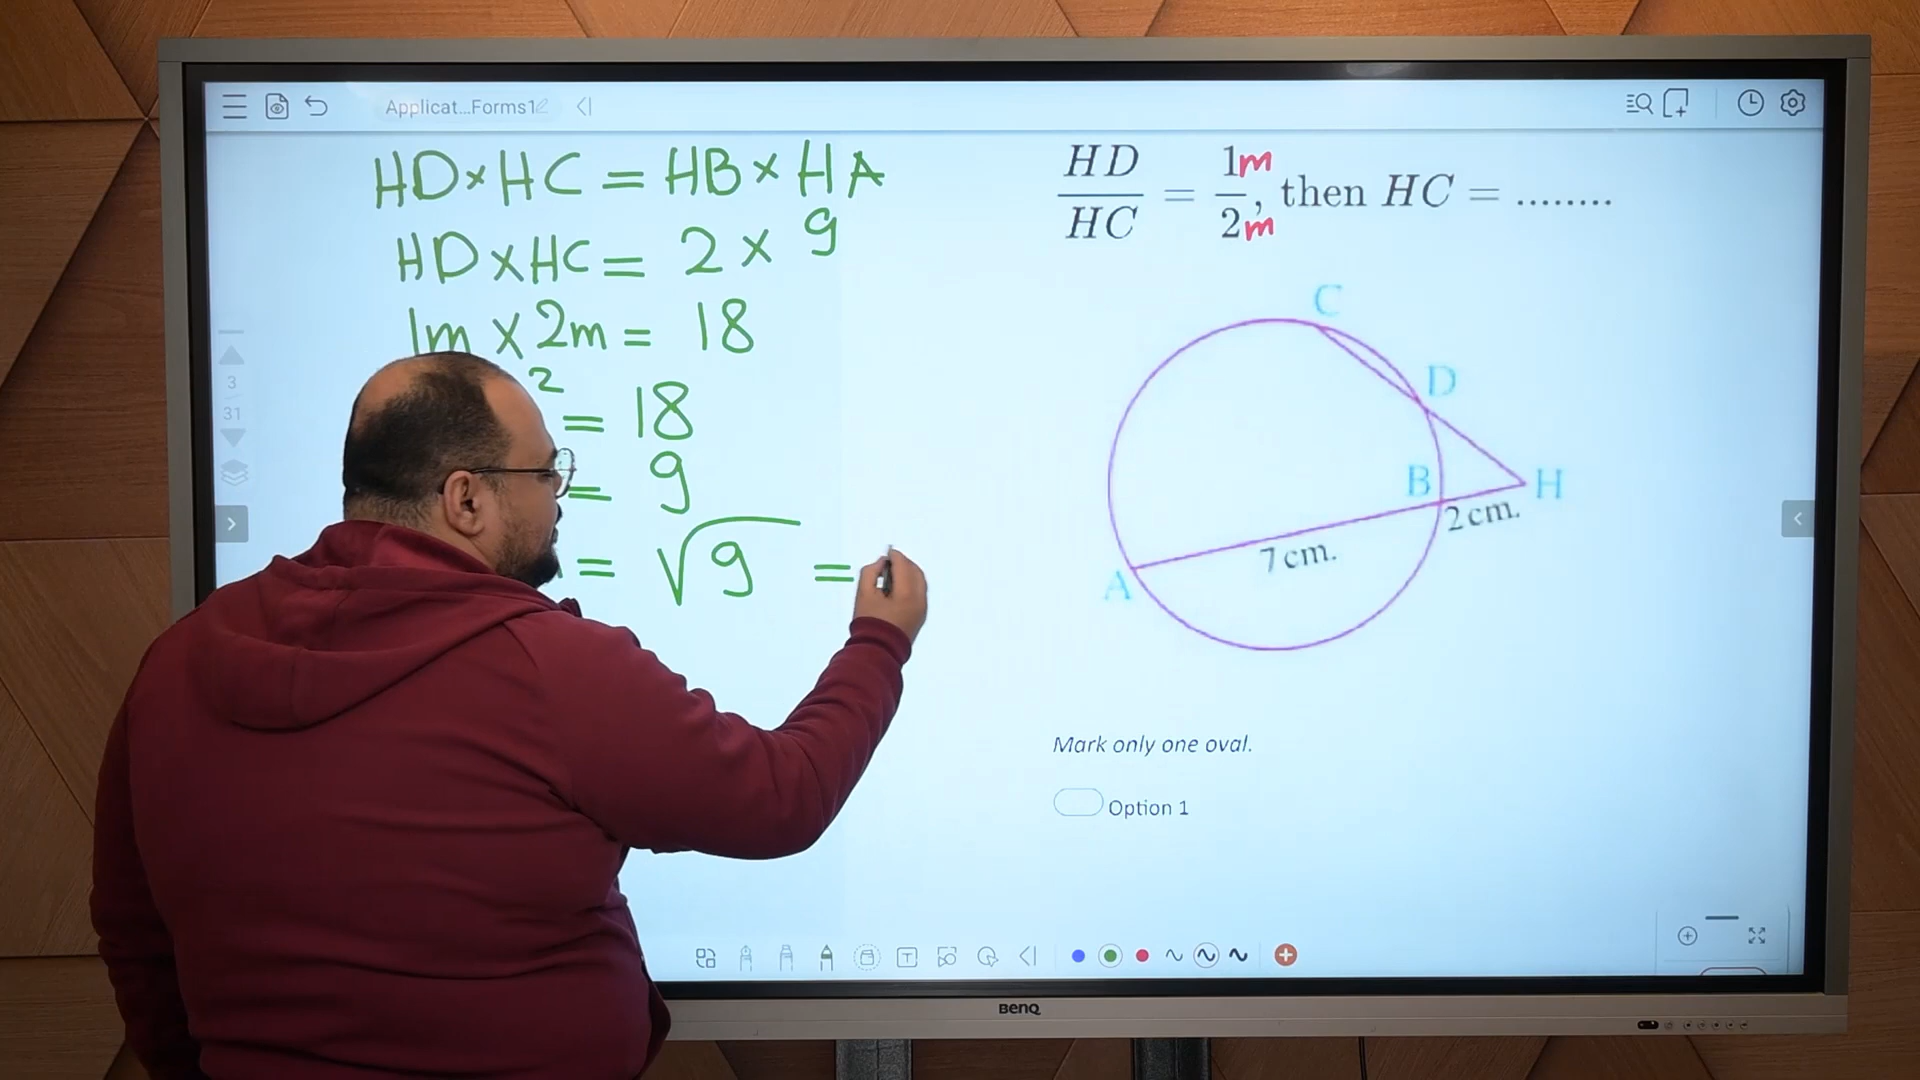 Applicat...Forms1
HD×HC = HB×HA
HD×HC = 2 × 9
1m × 2m = 18
2 = 18
= 9
= √9 =
HD/HC = 1m/2m, then HC = ........
C
D
B
H
2 cm.
7 cm.
A
Mark only one oval.
Option 1
3
31
T
BenQ